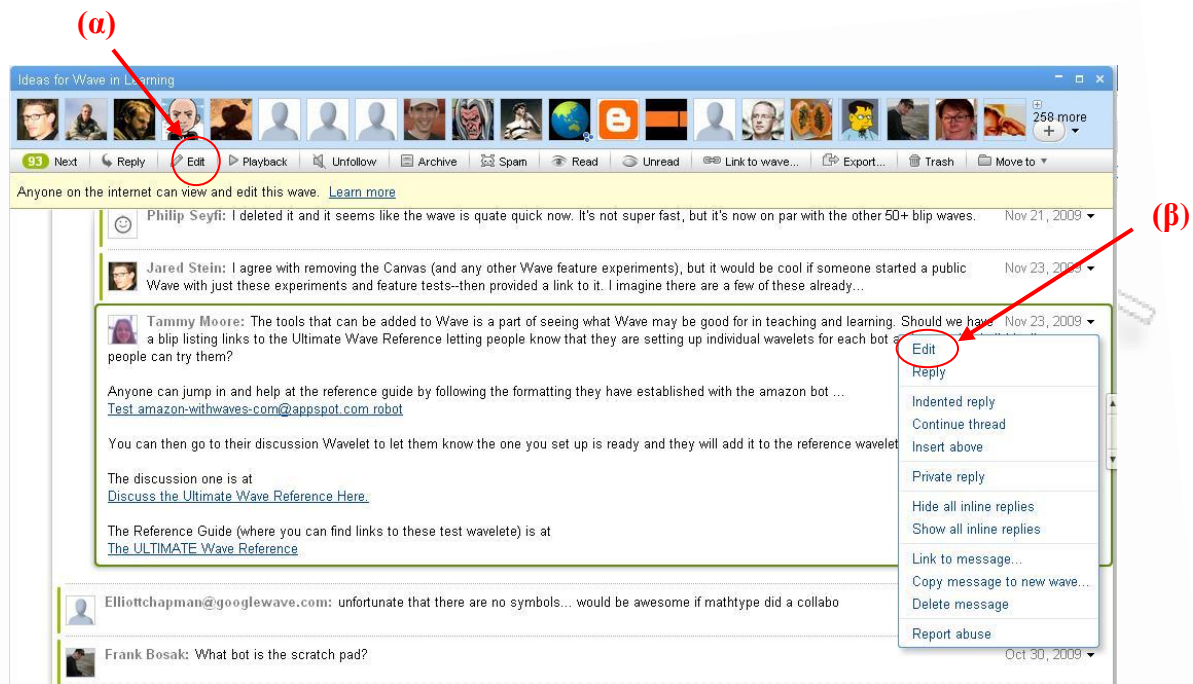 (α)
Ideas for Wave in Learning
258 more
93 Next Reply Edit Playback Unfollow Archive Spam Read Unread Link to wave... Export... Trash Move to
Anyone on the internet can view and edit this wave. Learn more
(β)
Philip Seyfi: I deleted it and it seems like the wave is quate quick now. It's not super fast, but it's now on par with the other 50+ blip waves. Nov 21, 2009
Jared Stein: I agree with removing the Canvas (and any other Wave feature experiments), but it would be cool if someone started a public Nov 23, 2009
Wave with just these experiments and feature tests--then provided a link to it. I imagine there are a few of these already...
Tammy Moore: The tools that can be added to Wave is a part of seeing what Wave may be good for in teaching and learning. Should we have Nov 23, 2009
a blip listing links to the Ultimate Wave Reference letting people know that they are setting up individual wavelets for each bot
people can try them?
Anyone can jump in and help at the reference guide by following the formatting they have established with the amazon bot ...
Test amazon-withwaves-com@appspot.com robot
You can then go to their discussion Wavelet to let them know the one you set up is ready and they will add it to the reference wavelet
The discussion one is at
Discuss the Ultimate Wave Reference Here.
The Reference Guide (where you can find links to these test wavelete) is at
The ULTIMATE Wave Reference
Edit
Reply
Indented reply
Continue thread
Insert above
Private reply
Hide all inline replies
Show all inline replies
Link to message...
Copy message to new wave...
Delete message
Report abuse
Elliottchapman@googlewave.com: unfortunate that there are no symbols... would be awesome if mathtype did a collabo
Frank Bosak: What bot is the scratch pad? Oct 30, 2009